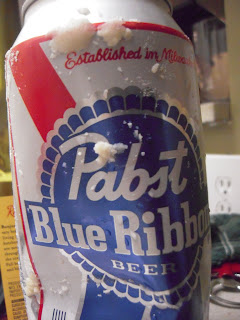 Established in Milwau
Pabst
Blue Ribbon
BEER